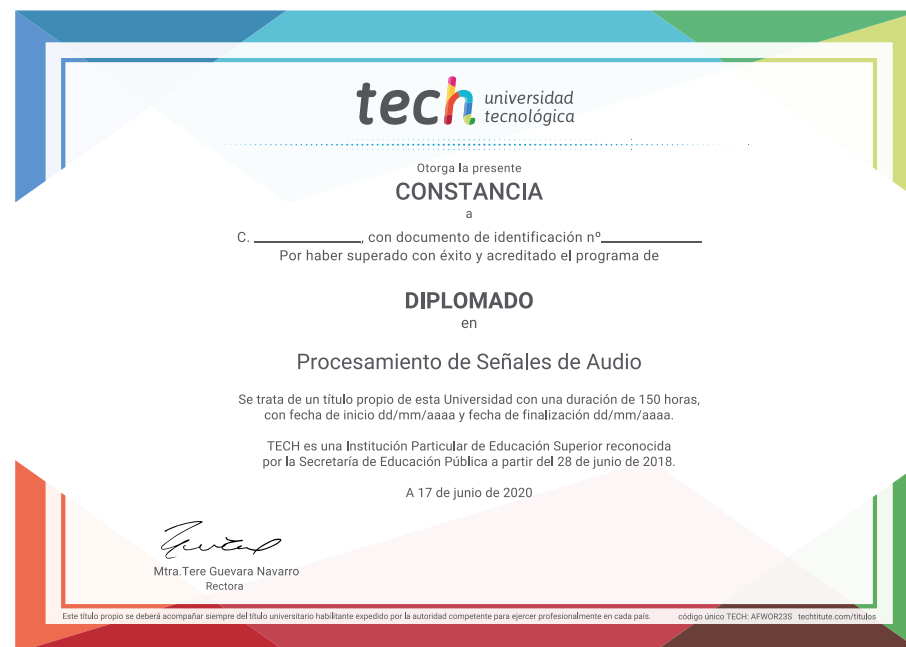 tech universidad
tecnológica
Otorga la presente
CONSTANCIA
a
C. ____________, con documento de identificación nº____________
Por haber superado con éxito y acreditado el programa de
DIPLOMADO
en
Procesamiento de Señales de Audio
Se trata de un título propio de esta Universidad con una duración de 150 horas,
con fecha de inicio dd/mm/aaaa y fecha de finalización dd/mm/aaaa.
TECH es una Institución Particular de Educación Superior reconocida
por la Secretaría de Educación Pública a partir del 28 de junio de 2018.
A 17 de junio de 2020
Mtra.Tere Guevara Navarro
Rectora
Este título propio se deberá acompañar siempre del título universitario habilitante expedido por la autoridad competente para ejercer profesionalmente en cada país. código único TECH: AFWOR23S techtitute.com/titulos